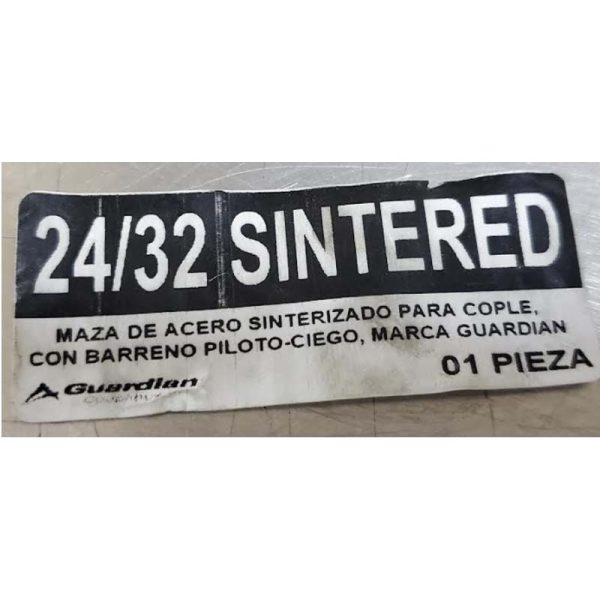 24/32 SINTERED
MAZA DE ACERO SINTERIZADO PARA COPLE,
CON BARRENO PILOTO-CIEGO, MARCA GUARDIAN
01 PIEZA
Guardian